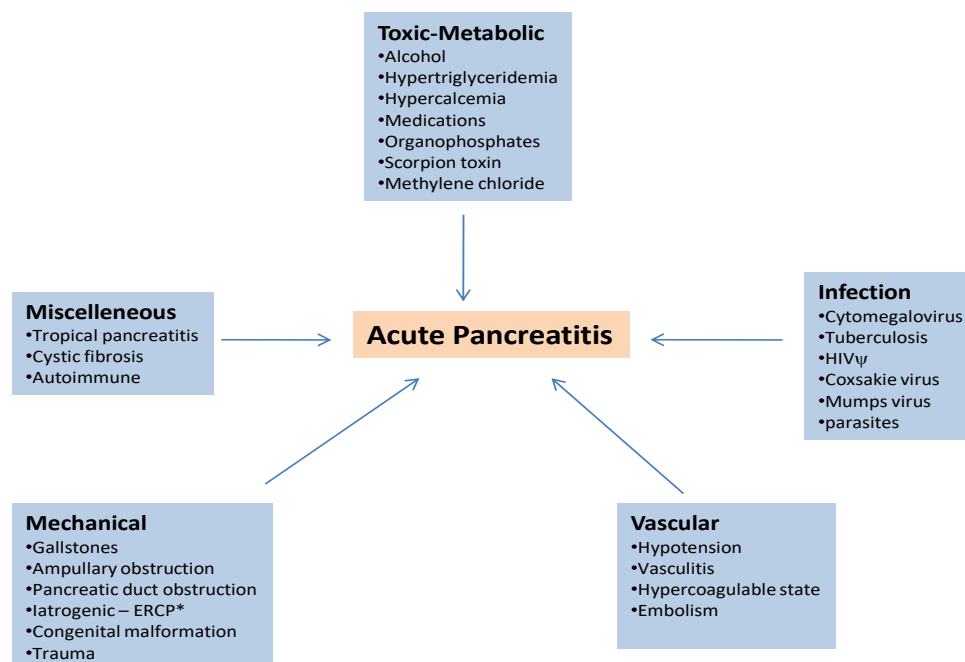 Toxic-Metabolic
•Alcohol
•Hypertriglyceridemia
•Hypercalcemia
•Medications
•Organophosphates
•Scorpion toxin
•Methylene chloride
Miscelleneous
•Tropical pancreatitis
•Cystic fibrosis
•Autoimmune
Acute Pancreatitis
Infection
•Cytomegalovirus
•Tuberculosis
•HIVψ
•Coxsakie virus
•Mumps virus
•parasites
Mechanical
•Gallstones
•Ampullary obstruction
•Pancreatic duct obstruction
•Iatrogenic – ERCP*
•Congenital malformation
•Trauma
Vascular
•Hypotension
•Vasculitis
•Hypercoagulable state
•Embolism